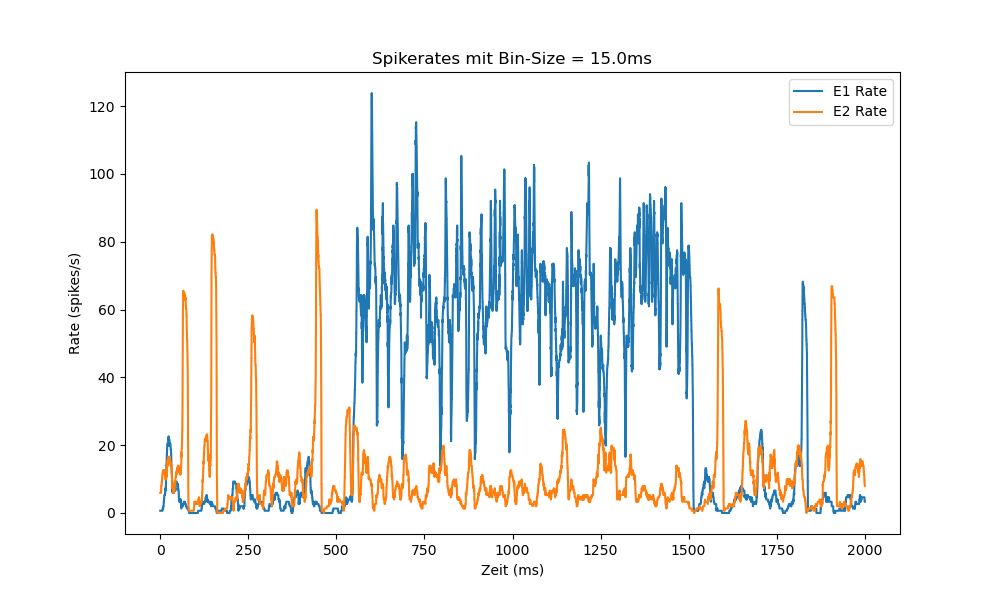 Spikerates mit Bin-Size = 15.0ms
E1 Rate
E2 Rate
120
100
80
60
40
20
0
Rate (spikes/s)
0 250 500 750 1000 1250 1500 1750 2000
Zeit (ms)